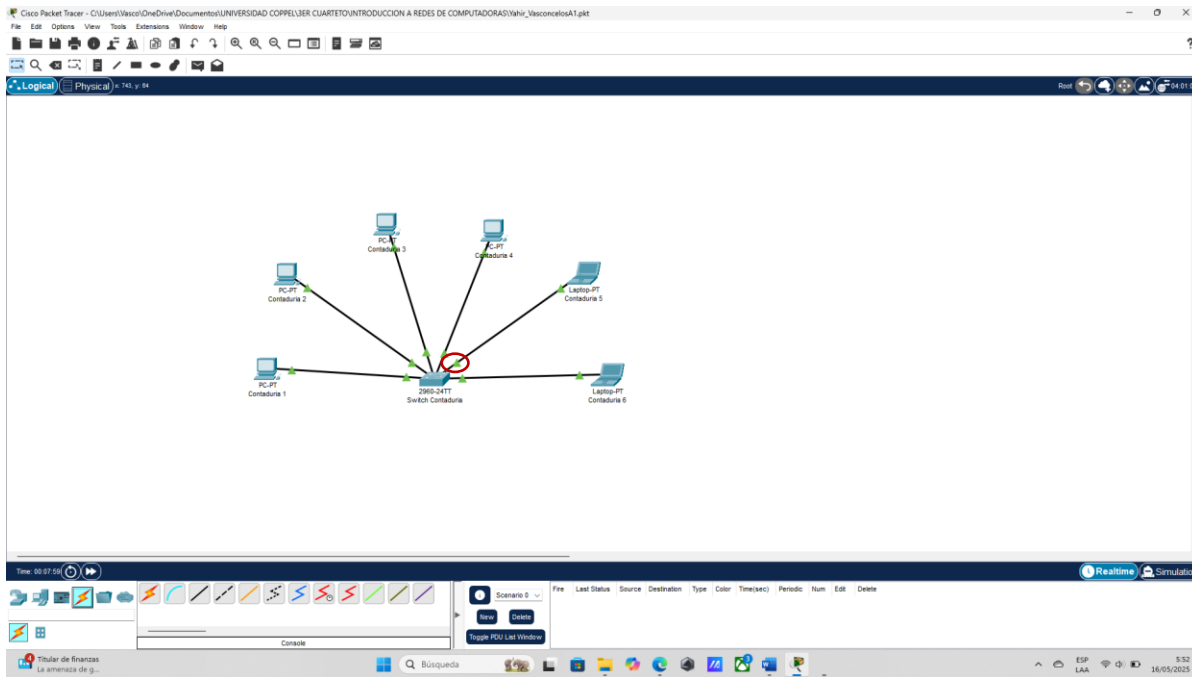 Cisco Packet Tracer - C:\Users\Vasco\OneDrive\Documentos\UNIVERSIDAD COPPEL\3ER CUARTETO\INTRODUCCION A REDES DE COMPUTADORAS\Yahir_VasconcelosA1.pkt
File Edit Options View Tools Extensions Window Help
?
Logical Physical x: 743, y: 84 Root 04:01:0
PC-PT
Contaduria 3
C-PT
Contaduria 4
PC-PT
Contaduria 2
Laptop-PT
Contaduria 5
PC-PT
Contaduria 1
2960-24TT
Switch Contaduria
Laptop-PT
Contaduria 6
Time: 00:07:59 Realtime Simulatio
Scenario 0 Fire Last Status Source Destination Type Color Time(sec) Periodic Num Edit Delete
New Delete
Toggle PDU List Window
Console
Titular de finanzas
La amenaza de g...
Búsqueda
ESP
LAA
5:52
16/05/2025